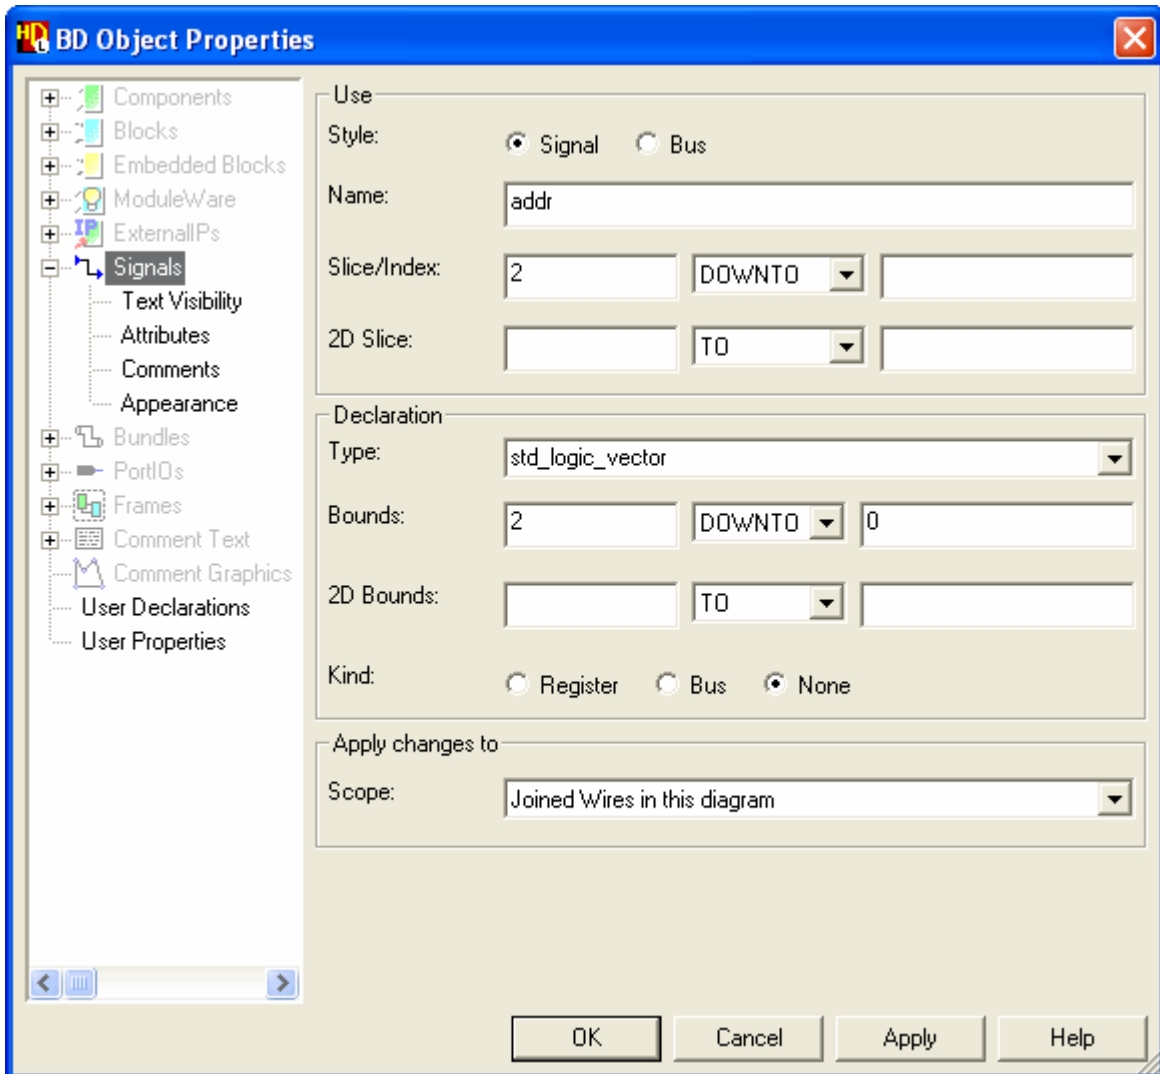 BD Object Properties
Components
Blocks
Embedded Blocks
ModuleWare
ExternalIPs
Signals
Text Visibility
Attributes
Comments
Appearance
Bundles
PortIOs
Frames
Comment Text
Comment Graphics
User Declarations
User Properties
Use
Style: Signal Bus
Name: addr
Slice/Index: 2 DOWNTO
2D Slice: TO
Declaration
Type: std_logic_vector
Bounds: 2 DOWNTO 0
2D Bounds: TO
Kind: Register Bus None
Apply changes to
Scope: Joined Wires in this diagram
OK Cancel Apply Help